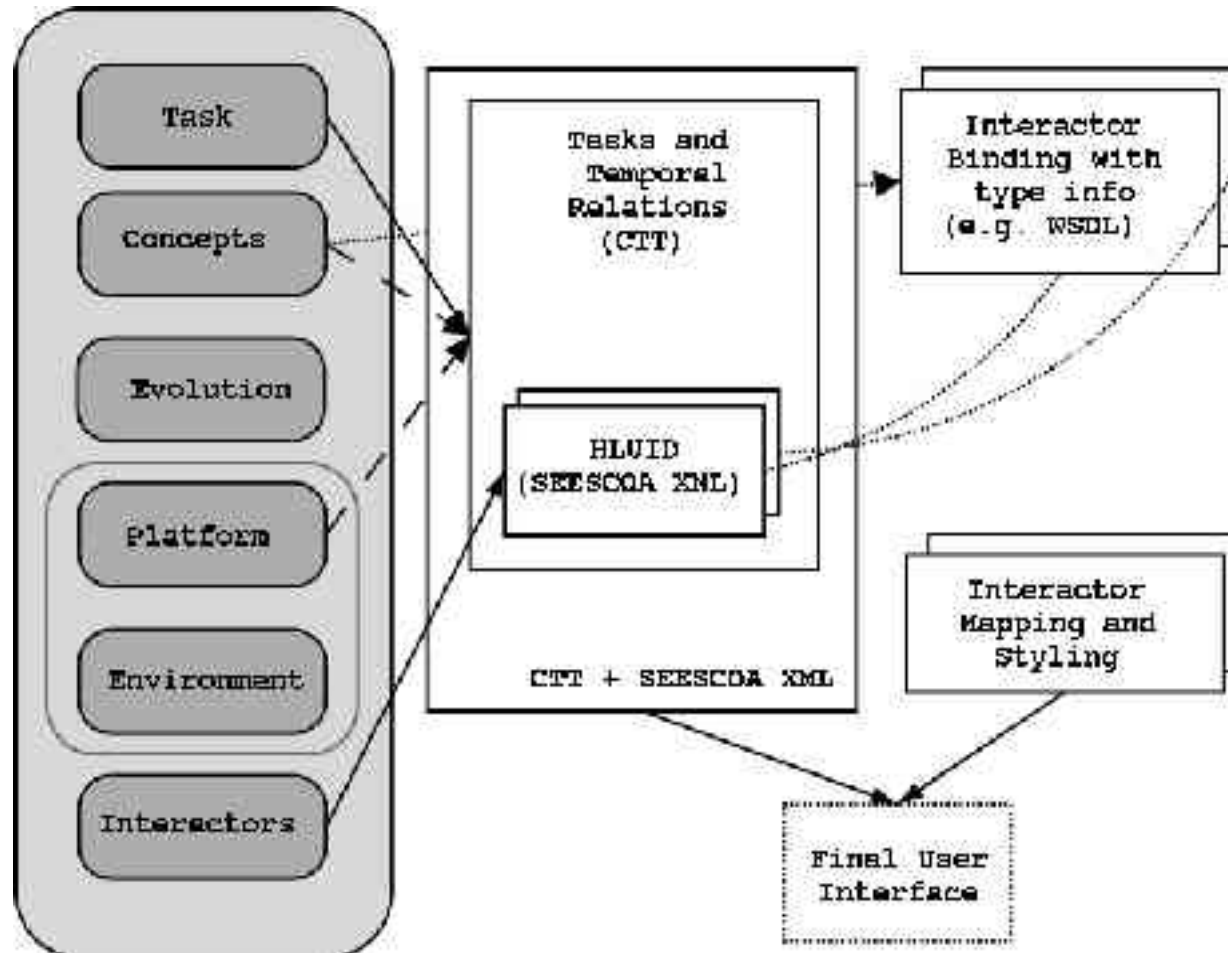 Task
Concepts
Evolution
Platform
Environment
Interactors
Tasks and
Temporal
Relations
(CTT)
HLUID
(SEESCOA XML)
CTT + SEESCOA XML
Interactor
Binding with
type info
(e.g. WSDL)
Interactor
Mapping and
Styling
Final User
Interface